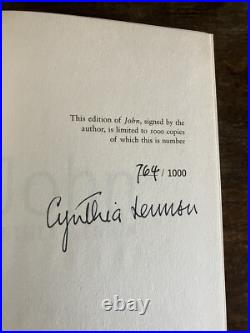 This edition of John, signed by the
author, is limited to 1000 copies
of which this is number
764 / 1000
Cynthia Lennon